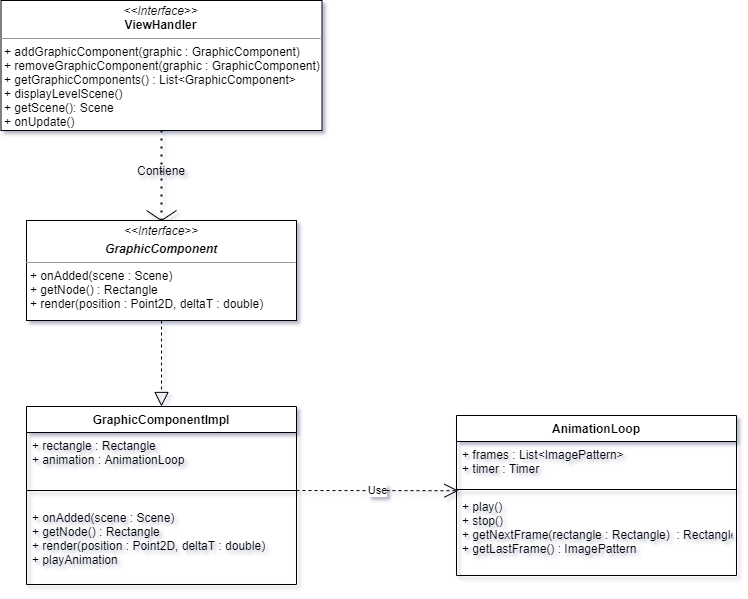 <<Interface>>
ViewHandler
+ addGraphicComponent(graphic : GraphicComponent)
+ removeGraphicComponent(graphic : GraphicComponent)
+ getGraphicComponents() : List<GraphicComponent>
+ displayLevelScene()
+ getScene(): Scene
+ onUpdate()
Contiene
<<Interface>>
GraphicComponent
+ onAdded(scene : Scene)
+ getNode() : Rectangle
+ render(position : Point2D, deltaT : double)
GraphicComponentImpl
+ rectangle : Rectangle
+ animation : AnimationLoop
+ onAdded(scene : Scene)
+ getNode() : Rectangle
+ render(position : Point2D, deltaT : double)
+ playAnimation
Use
AnimationLoop
+ frames : List<ImagePattern>
+ timer : Timer
+ play()
+ stop()
+ getNextFrame(rectangle : Rectangle) : Rectangl
+ getLastFrame() : ImagePattern